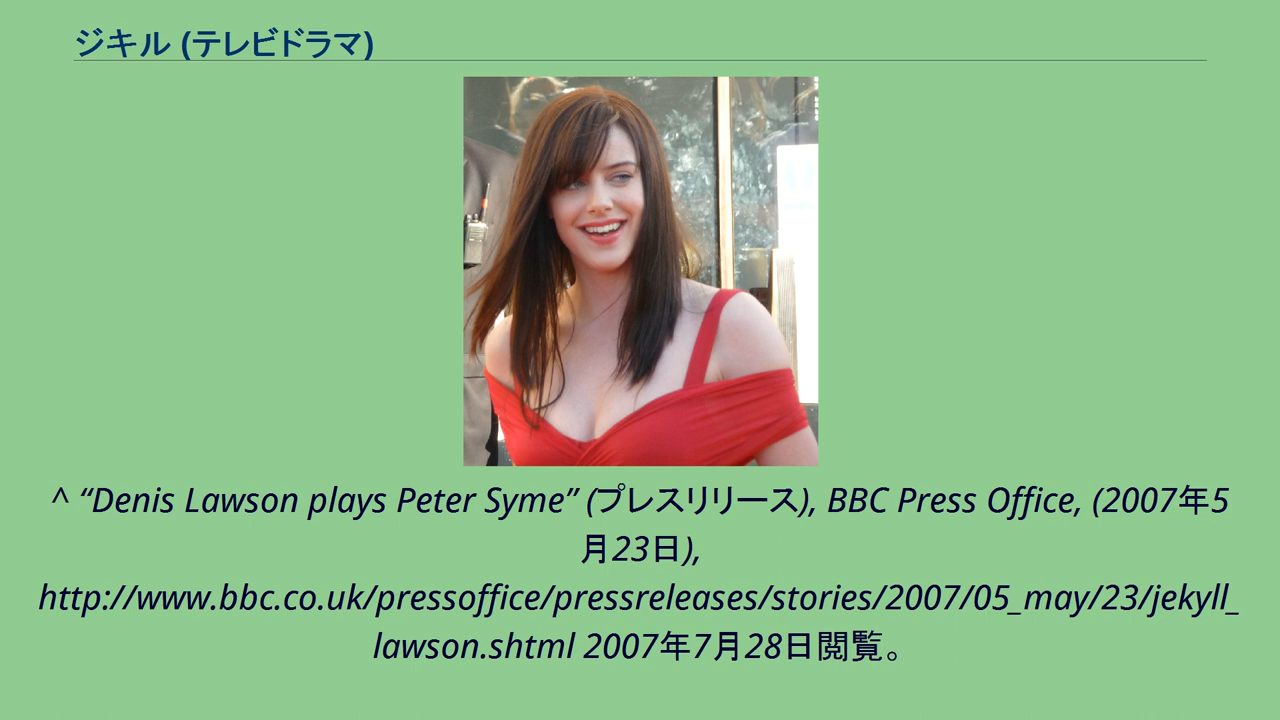 ジキル (テレビドラマ)
^ “Denis Lawson plays Peter Syme” (プレスリリース), BBC Press Office, (2007年5
月23日),
http://www.bbc.co.uk/pressoffice/pressreleases/stories/2007/05_may/23/jekyll_
lawson.shtml 2007年7月28日閲覧。